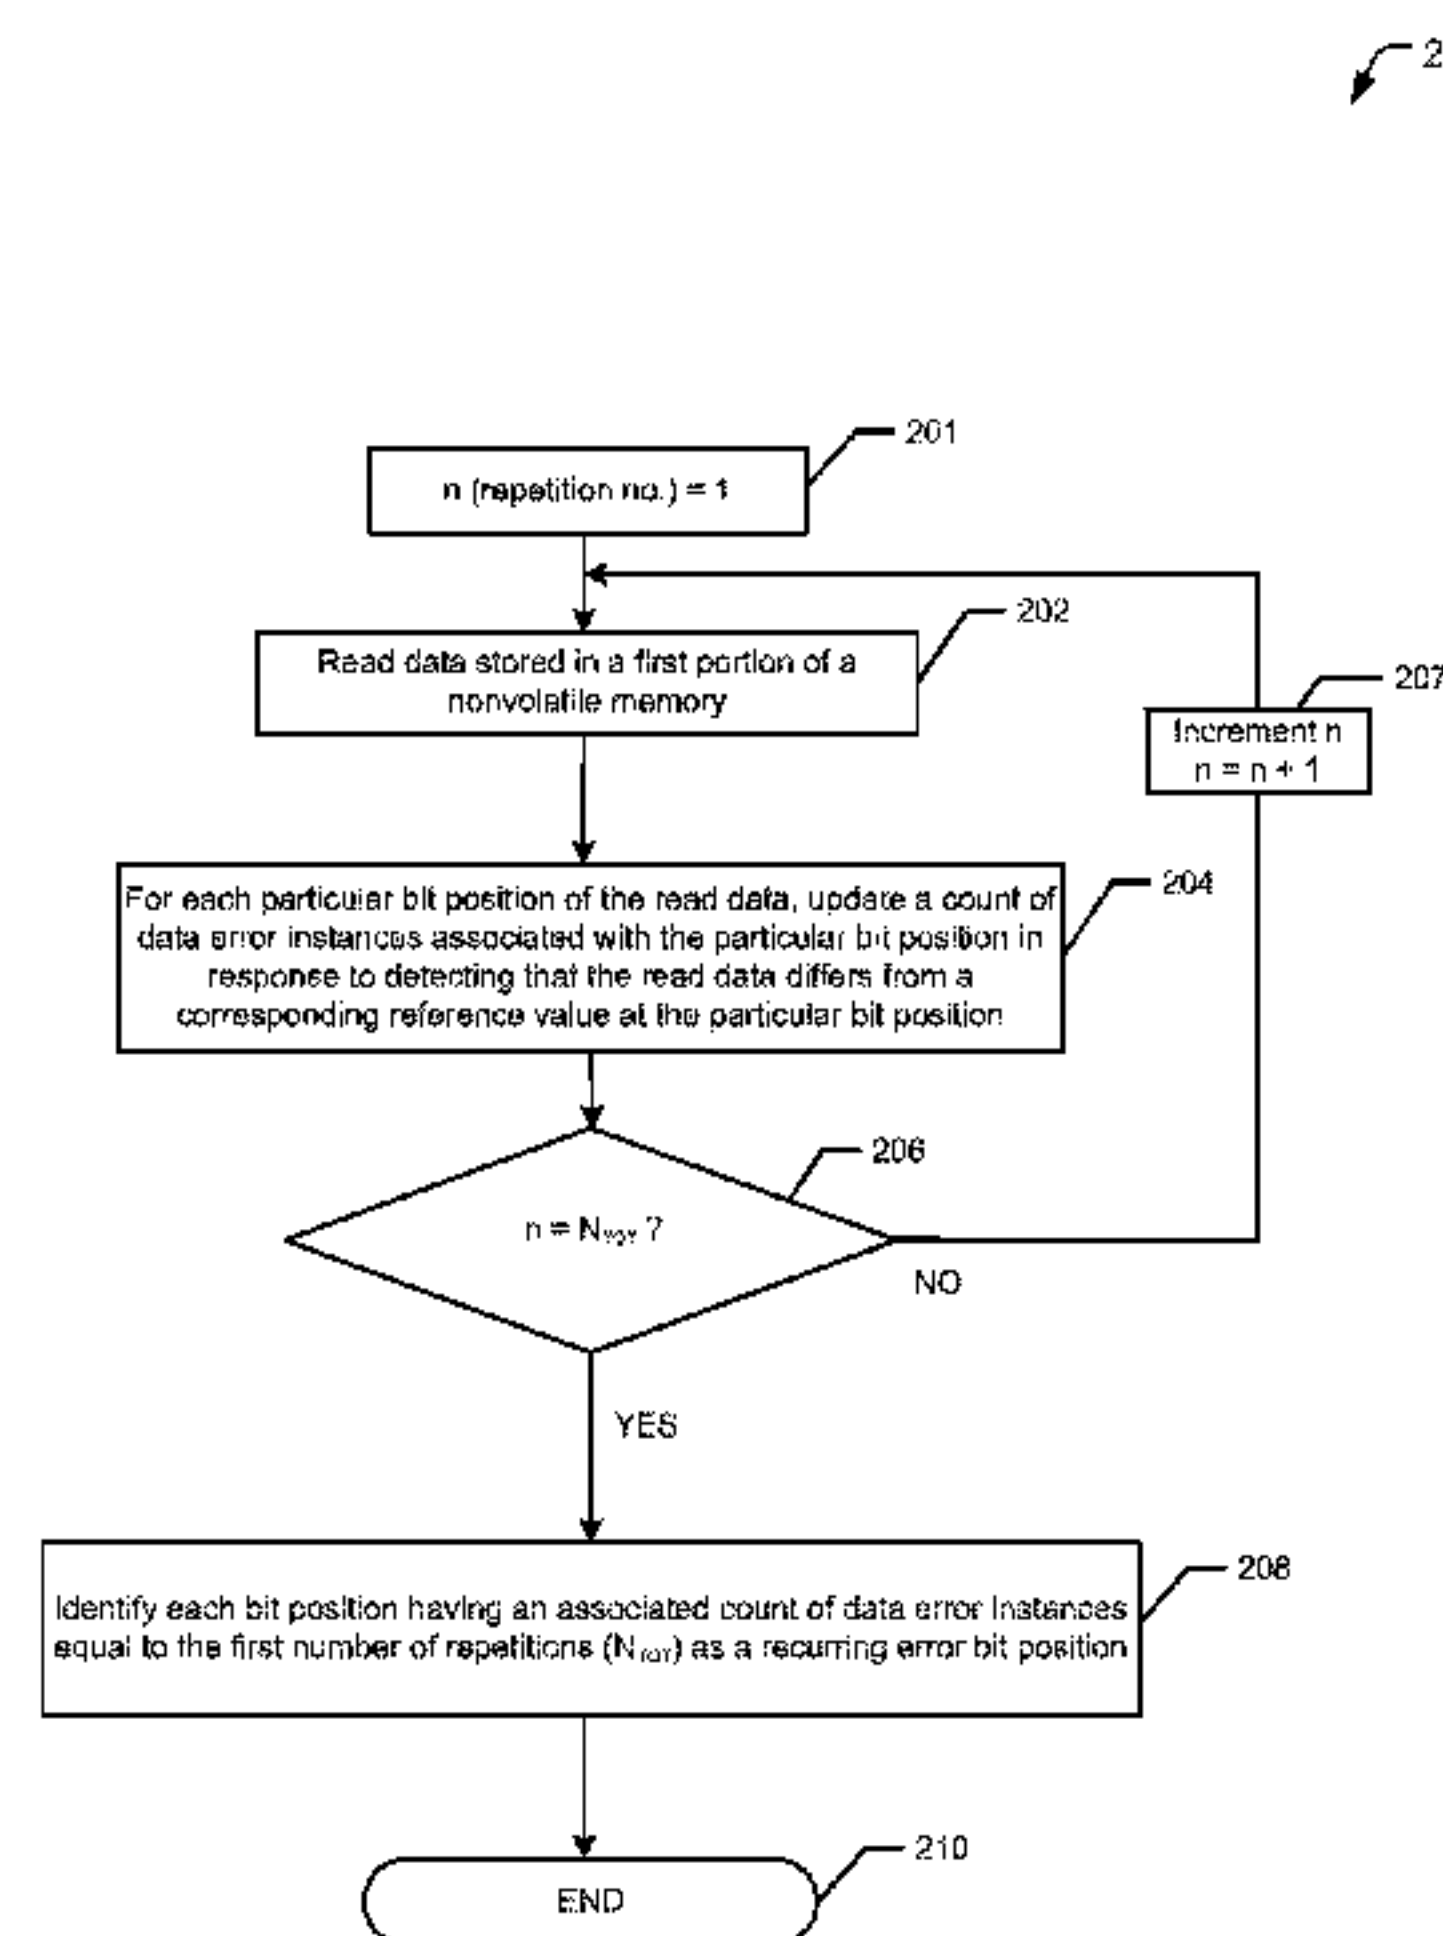 2
201
n (repetition no.) = 1
202
Read data stored in a first portion of a
nonvolatile memory
207
Increment n
n = n + 1
204
For each particular bit position of the read data, update a count of
data error instances associated with the particular bit position in
response to detecting that the read data differs from a
corresponding reference value at the particular bit position
206
n = NTOT ?
NO
YES
208
Identify each bit position having an associated count of data error instances
equal to the first number of repetitions (NTOT) as a recurring error bit position
210
END